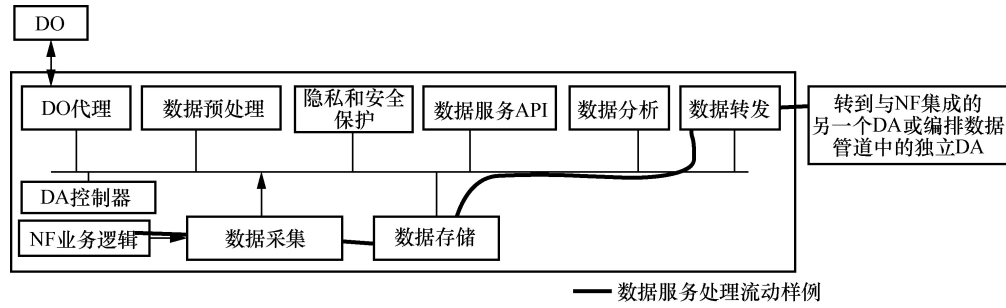 DO
DO代理
数据预处理
隐私和安全
保护
数据服务API
数据分析
数据转发
转到与NF集成的
另一个DA或编排数据
管道中的独立DA
DA控制器
NF业务逻辑
数据采集
数据存储
数据服务处理流动样例